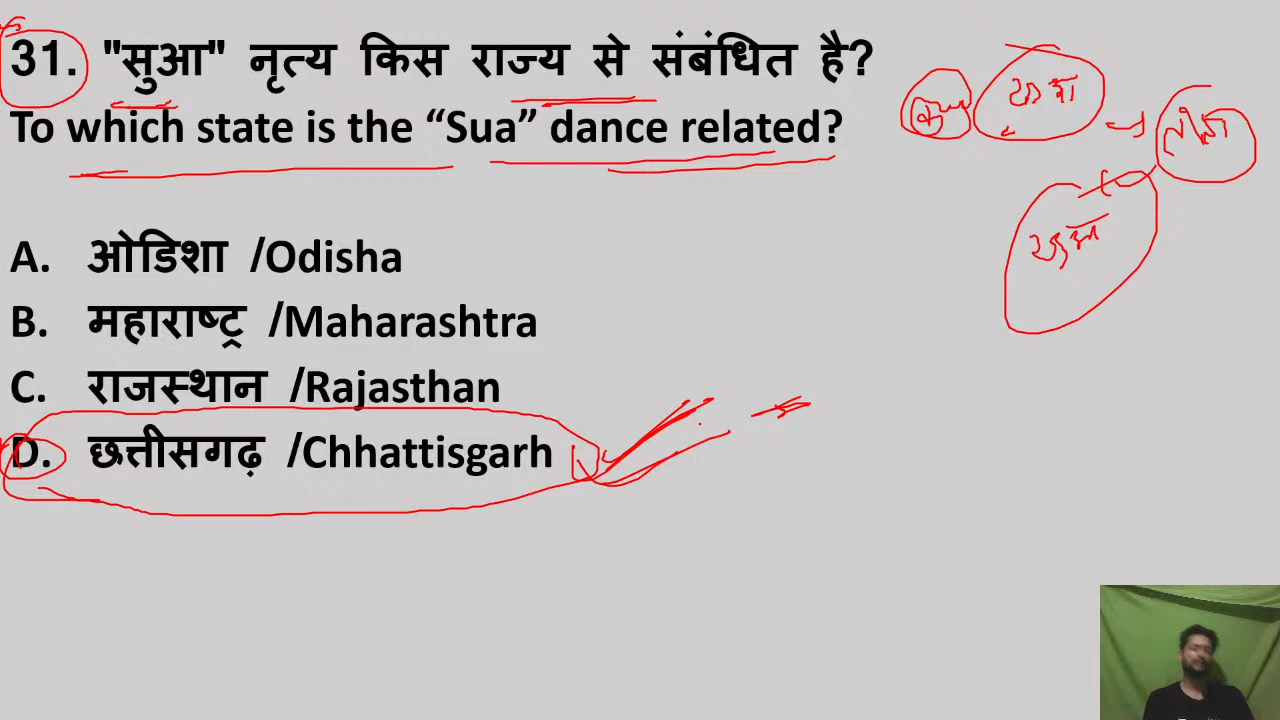 31. "सुआ" नृत्य किस राज्य से संबंधित है?
To which state is the “Sua” dance related?
A. ओडिशा /Odisha
B. महाराष्ट्र /Maharashtra
C. राजस्थान /Rajasthan
D. छत्तीसगढ़ /Chhattisgarh